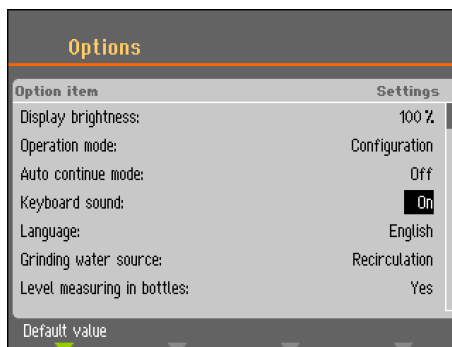 Options
Option item Settings
Display brightness: 100 %
Operation mode: Configuration
Auto continue mode: Off
Keyboard sound: On
Language: English
Grinding water source: Recirculation
Level measuring in bottles: Yes
Default value